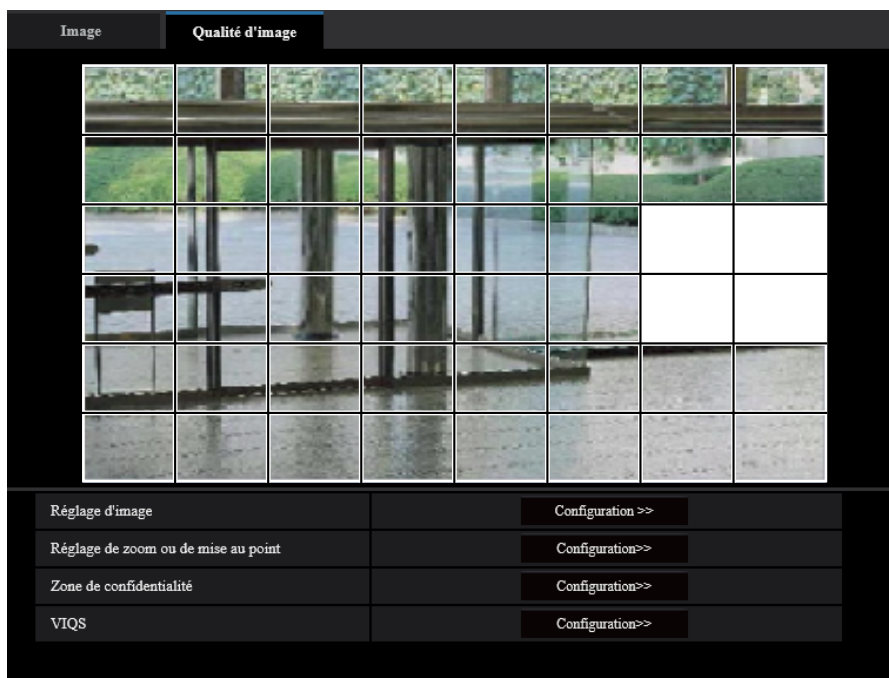 Image
Qualité d'image
Réglage d'image
Configuration >>
Réglage de zoom ou de mise au point
Configuration>>
Zone de confidentialité
Configuration>>
VIQS
Configuration>>